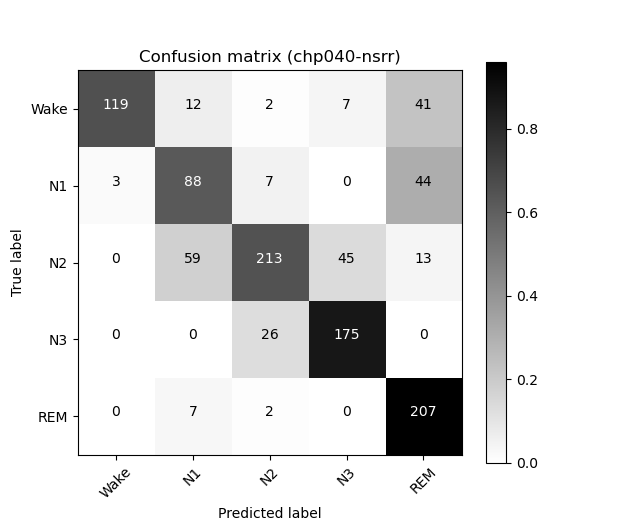 Confusion matrix (chp040-nsrr)
Wake 119 12 2 7 41
N1 3 88 7 0 44
N2 0 59 213 45 13
N3 0 0 26 175 0
REM 0 7 2 0 207
Wake N1 N2 N3 REM
Predicted label
True label
0.8
0.6
0.4
0.2
0.0